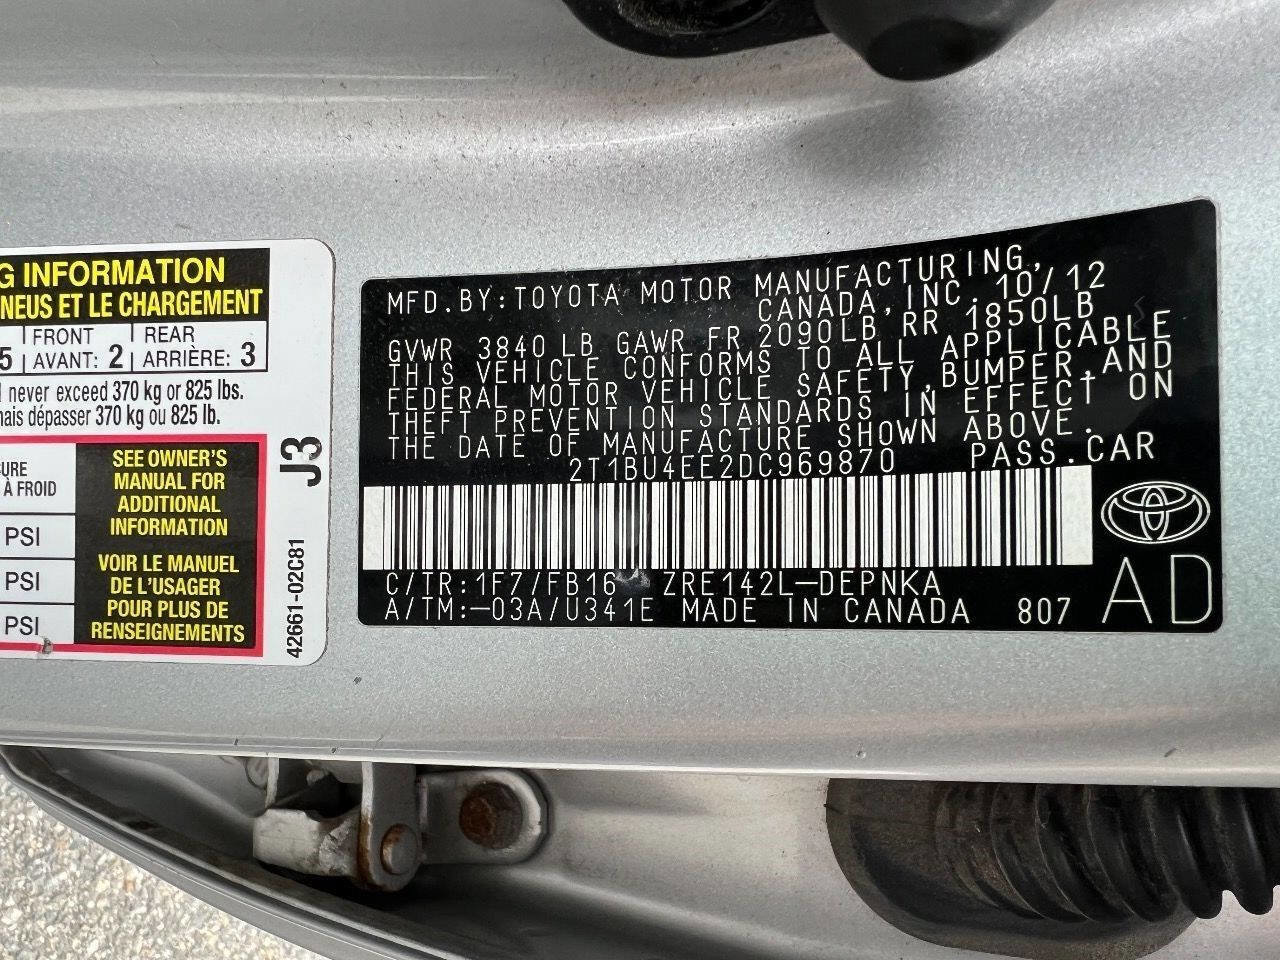 G INFORMATION
NEUS ET LE CHARGEMENT
5 FRONT REAR
AVANT: 2 ARRIÈRE: 3
never exceed 370 kg or 825 lbs.
mais dépasser 370 kg ou 825 lb.
URE
À FROID
PSI
PSI
PSI
SEE OWNER'S
MANUAL FOR
ADDITIONAL
INFORMATION
VOIR LE MANUEL
DE L'USAGER
POUR PLUS DE
RENSEIGNEMENTS
J3
42661-02C81
MFD.BY:TOYOTA MOTOR MANUFACTURING,
CANADA,INC. 10/12
GVWR 3840 LB GAWR FR 2090LB RR 1850LB
THIS VEHICLE CONFORMS TO ALL APPLICABLE
FEDERAL MOTOR VEHICLE SAFETY,BUMPER,AND
THEFT PREVENTION STANDARDS IN EFFECT ON
THE DATE OF MANUFACTURE SHOWN ABOVE.
2T1BU4EE2DC969870 PASS.CAR
C/TR:1F7/FB16 ZRE142L-DEPNKA
A/TM:-03A/U341E MADE IN CANADA 807
AD